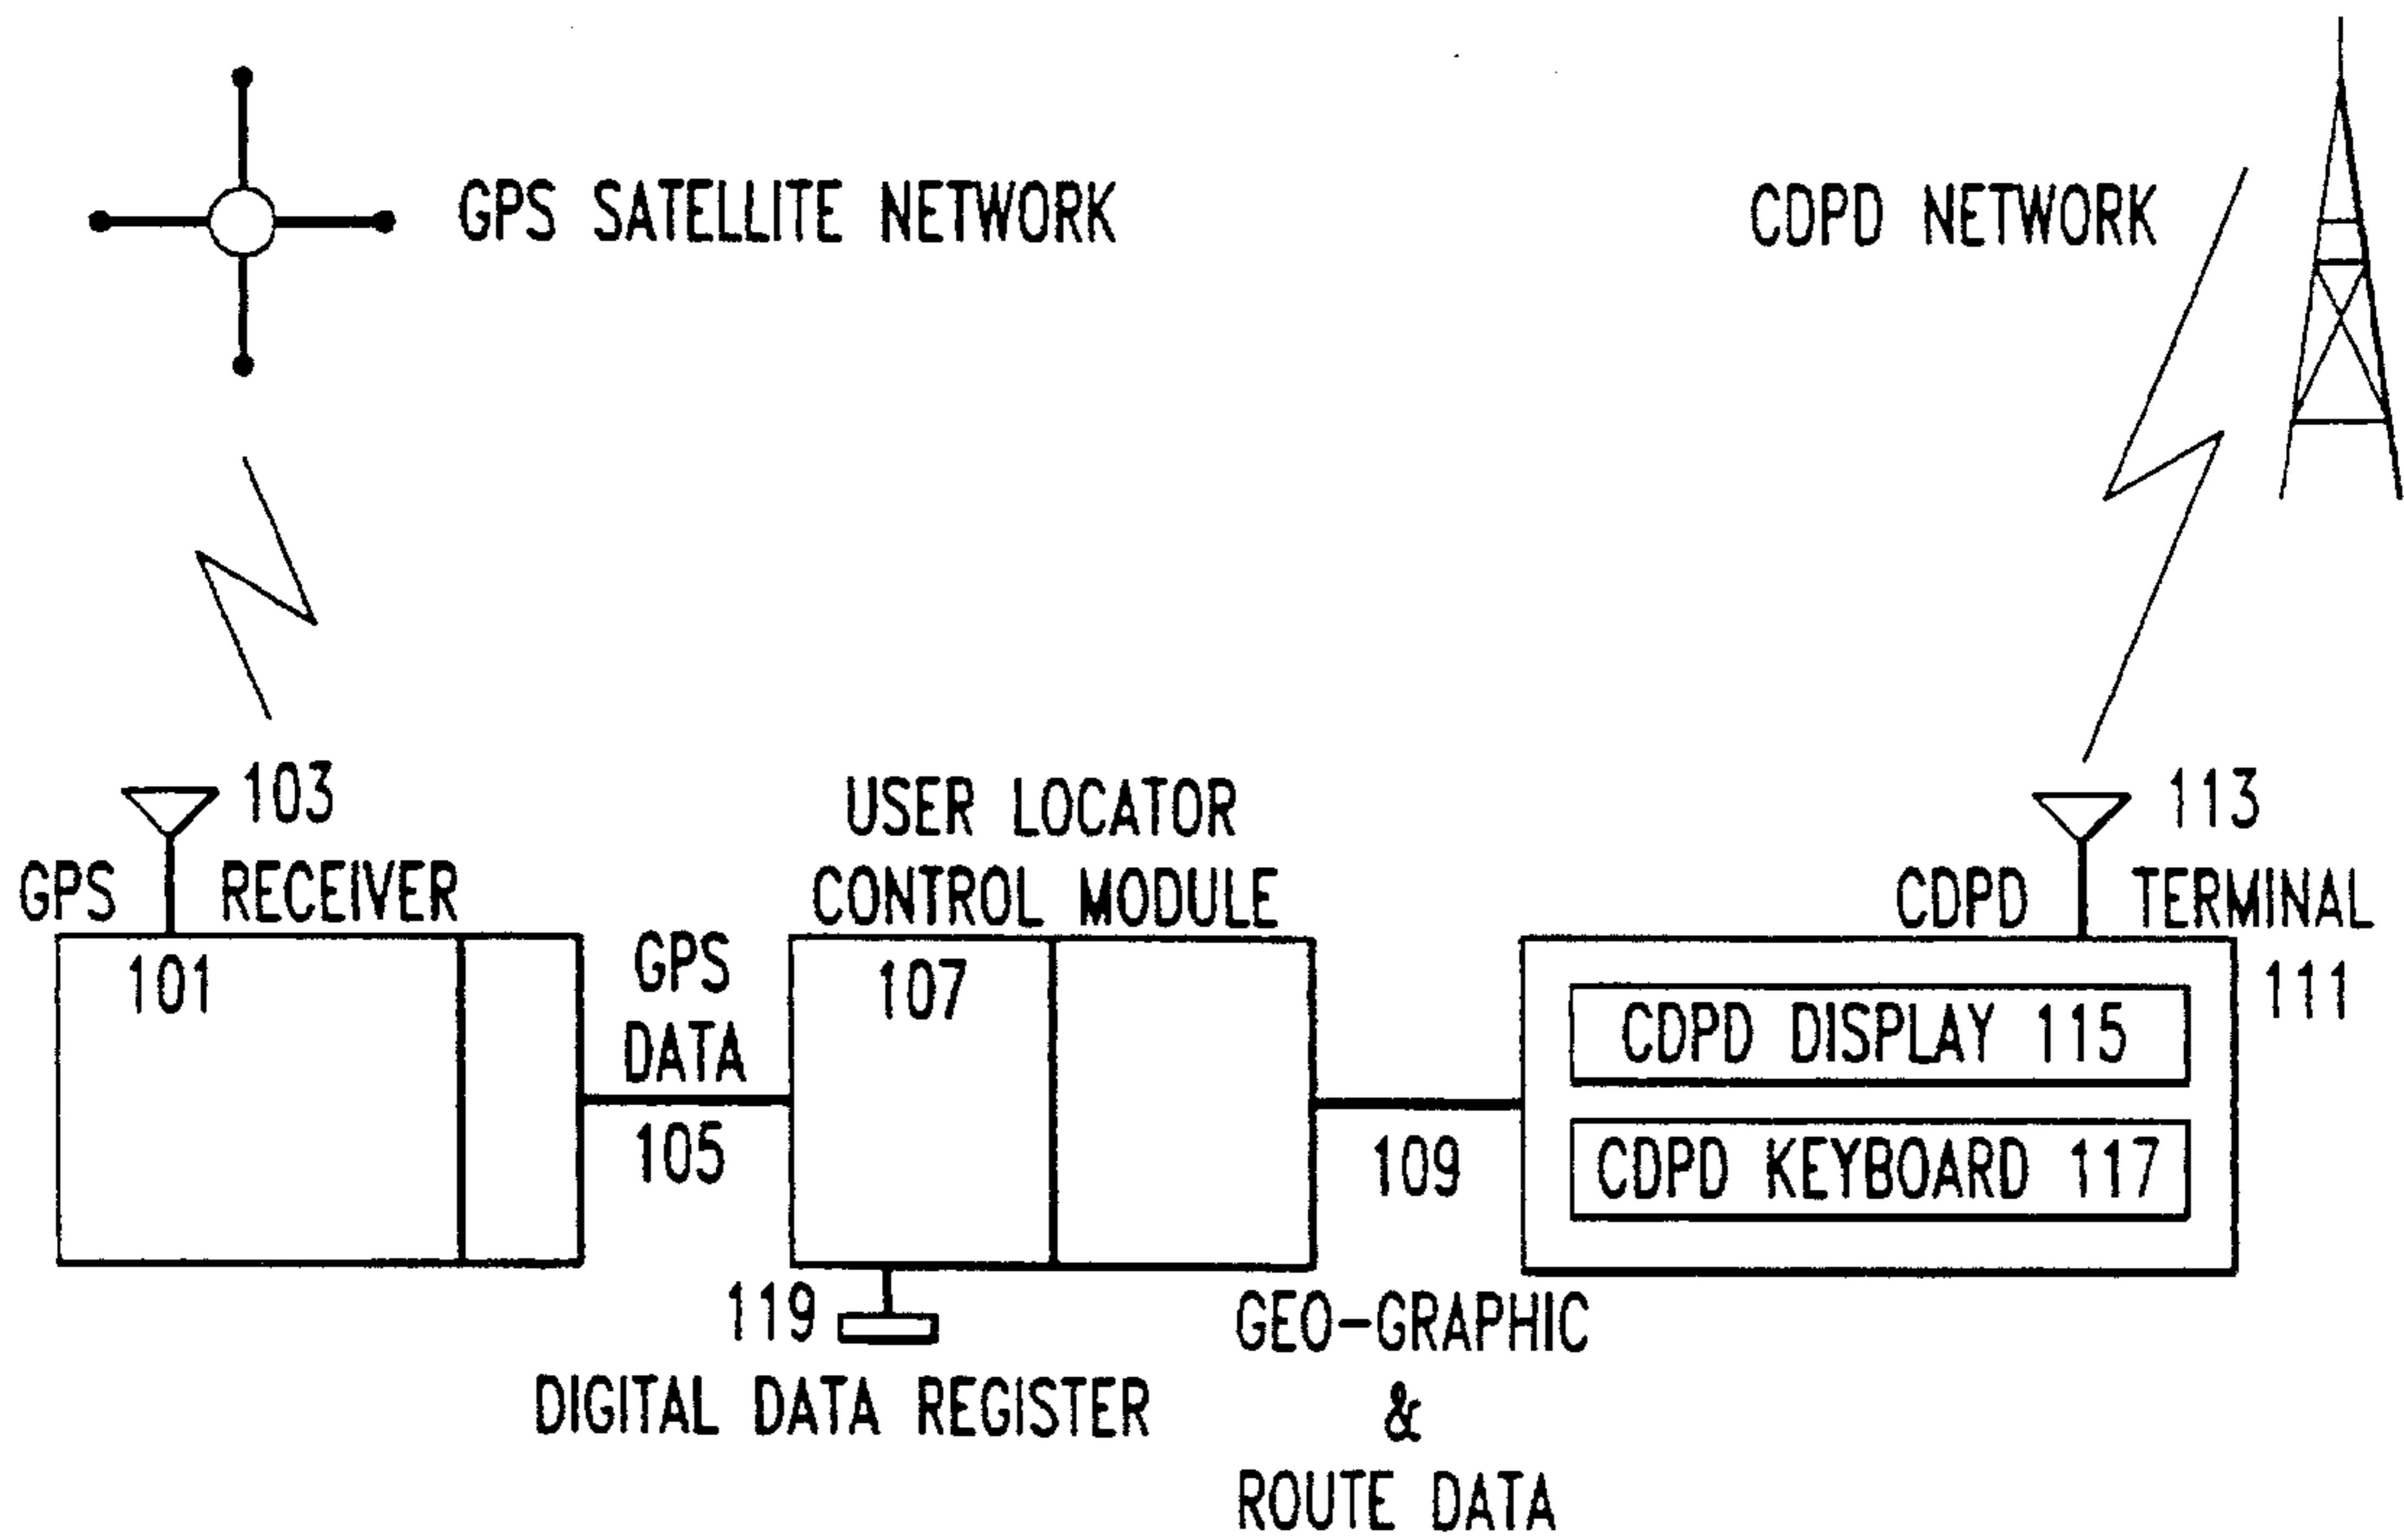 GPS SATELLITE NETWORK
CDPD NETWORK
103
GPS RECEIVER
101
GPS
DATA
105
USER LOCATOR
CONTROL MODULE
107
119
DIGITAL DATA REGISTER
109
GEO-GRAPHIC
&
ROUTE DATA
113
CDPD TERMINAL
111
CDPD DISPLAY 115
CDPD KEYBOARD 117